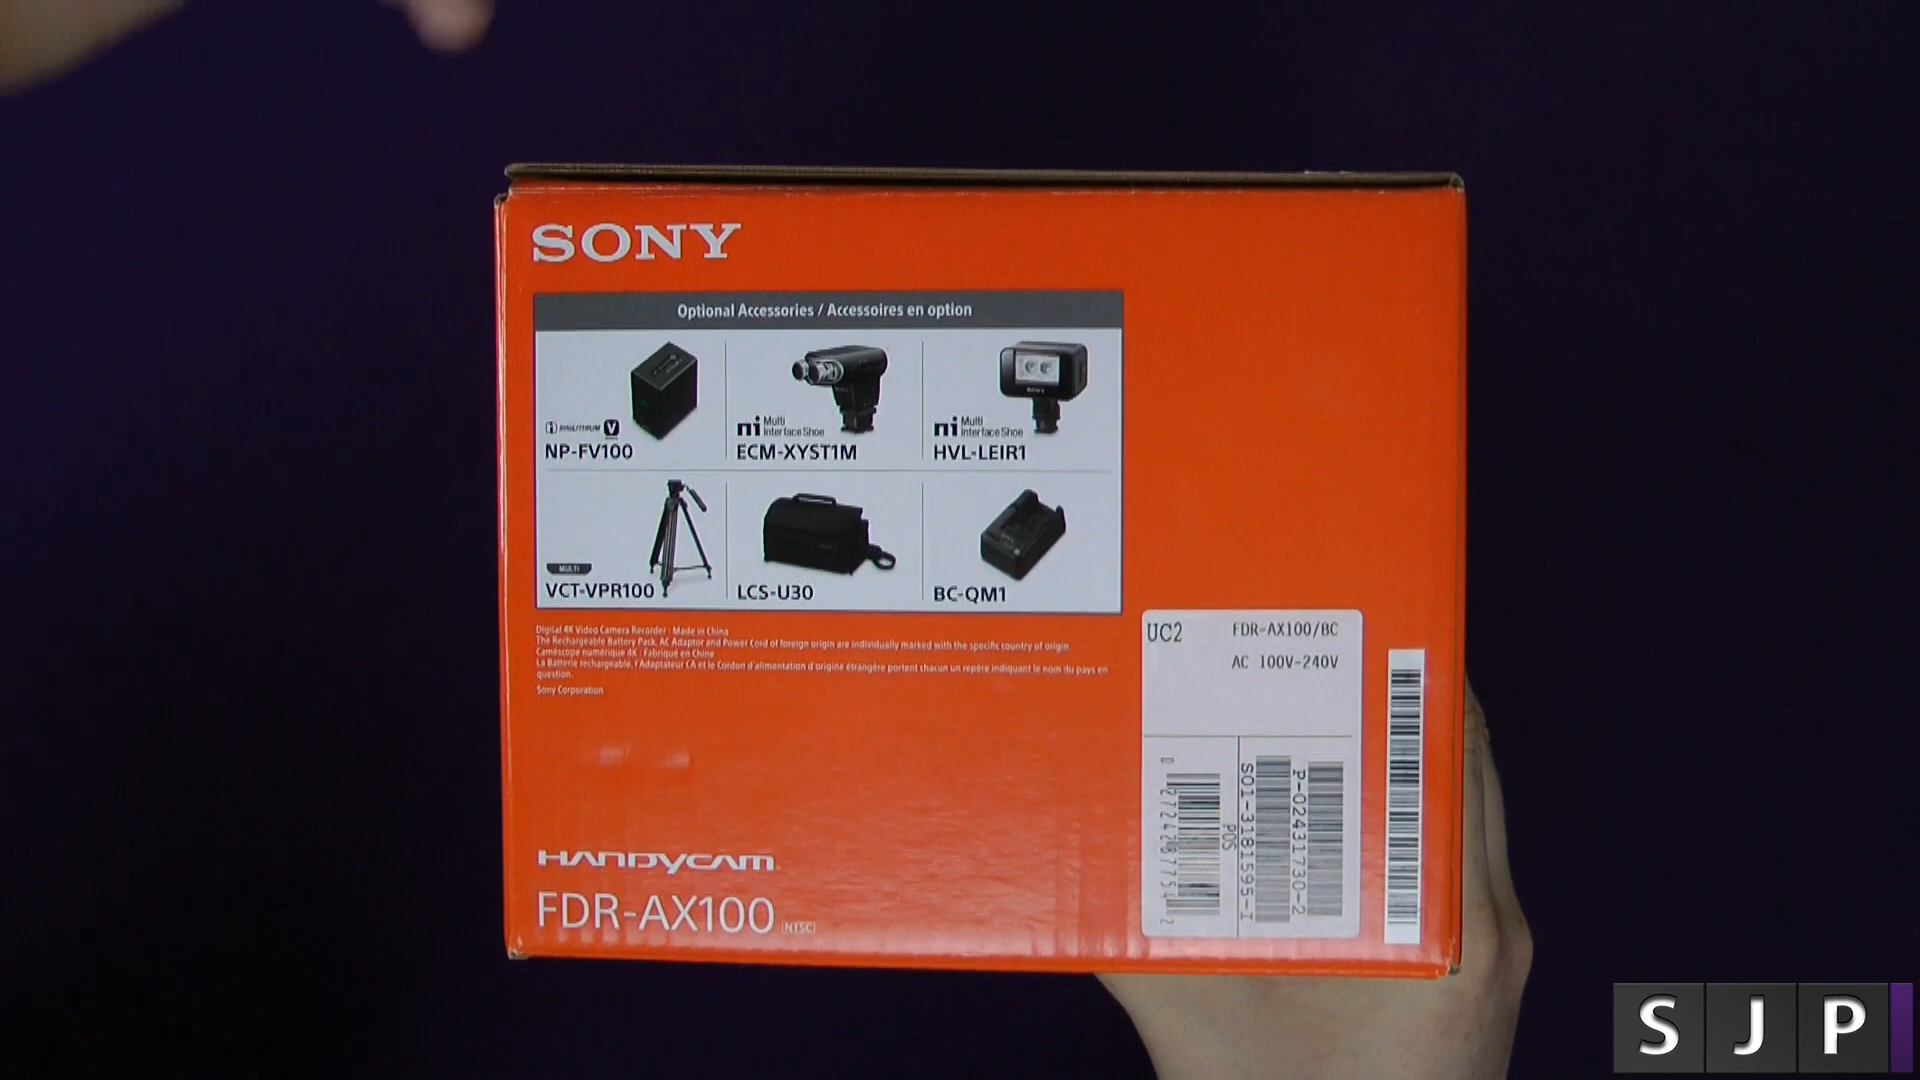 SONY
Optional Accessories / Accessoires en option
InfoLITHIUM V
NP-FV100
mi Multi
Interface Shoe
ECM-XYST1M
mi Multi
Interface Shoe
HVL-LEIR1
MULTI
VCT-VPR100
LCS-U30
BC-QM1
Digital 4K Video Camera Recorder : Made in China
The Rechargeable Battery Pack, AC Adaptor and Power Cord of foreign origin are individually marked with the specific country of origin.
Caméscope numérique 4K : Fabriqué en Chine
La Batterie rechargeable, l'Adaptateur CA et le Cordon d'alimentation d'origine étrangère portent chacun un repère indiquant le nom du pays en
question.
Sony Corporation
UC2
FDR-AX100/BC
AC 100V-240V
POS
S01-3181595-I
P-02431730-2
HANDYCAM
FDR-AX100 [NTSC]
SJP